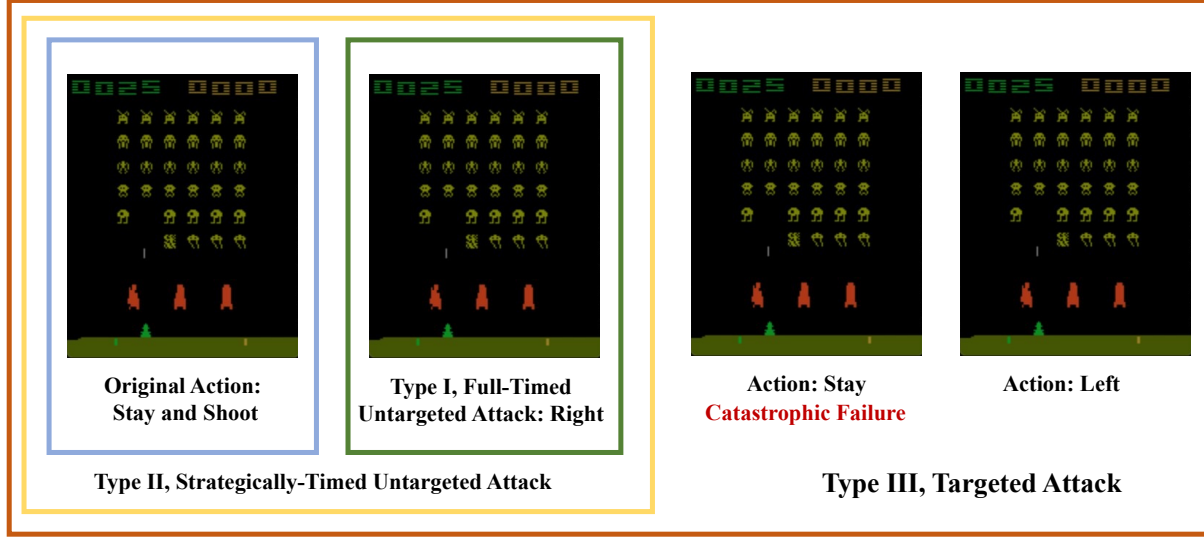 0025 0000
0025 0000
0025 0000
0025 0000
Original Action:
Stay and Shoot
Type I, Full-Timed
Untargeted Attack: Right
Action: Stay
Catastrophic Failure
Action: Left
Type II, Strategically-Timed Untargeted Attack
Type III, Targeted Attack